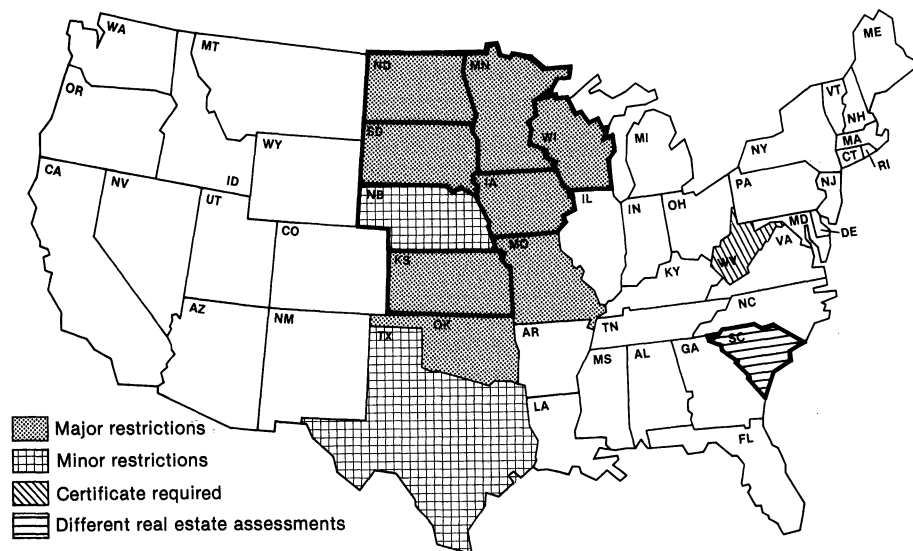 WA
MT
ND
MN
ME
OR
VT
NH
SD
WI
MI
NY
MA
CT
RI
WY
CA
NV
ID
UT
NB
IA
IL
IN
OH
PA
NJ
CO
MO
MD
DE
VA
WV
KS
KY
AZ
NM
OK
TX
AR
TN
NC
MS
AL
GA
SC
LA
FL
Major restrictions
Minor restrictions
Certificate required
Different real estate assessments